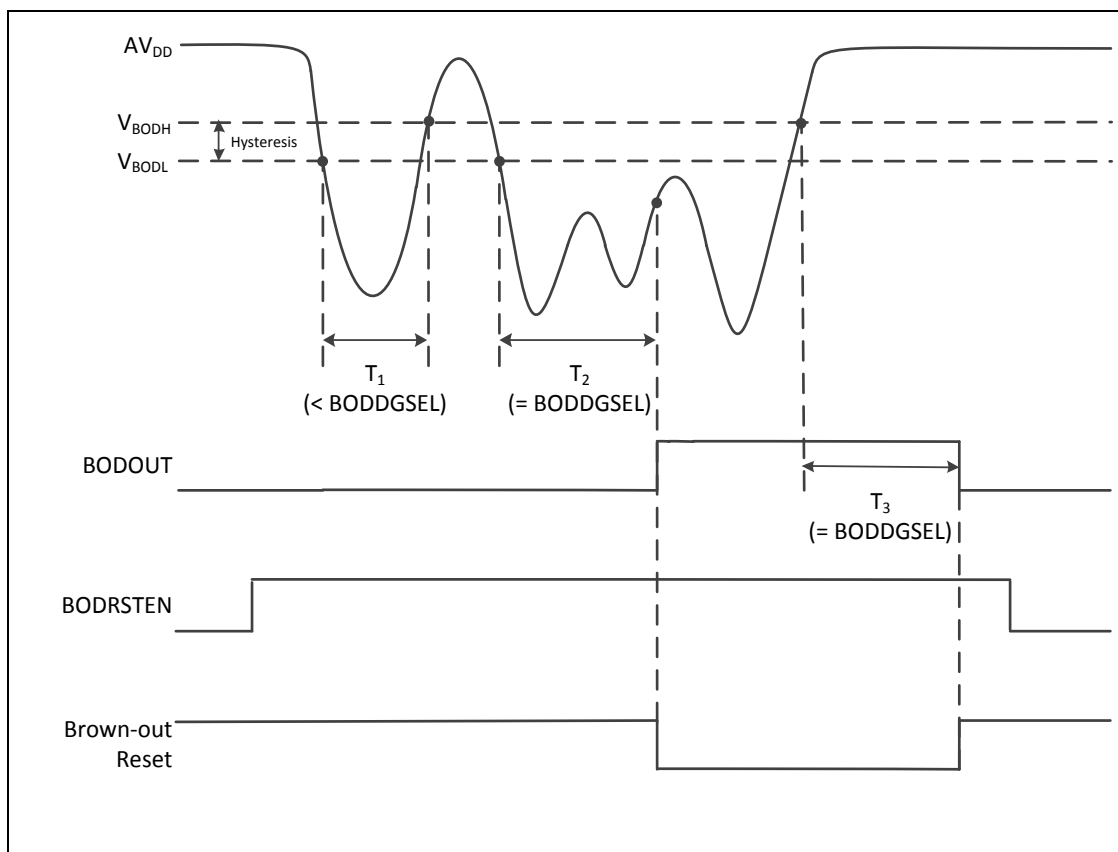 AVDD
VBODH
Hysteresis
VBODL
T1
(< BODDGSEL)
T2
(= BODDGSEL)
BODOUT
T3
(= BODDGSEL)
BODRSTEN
Brown-out
Reset